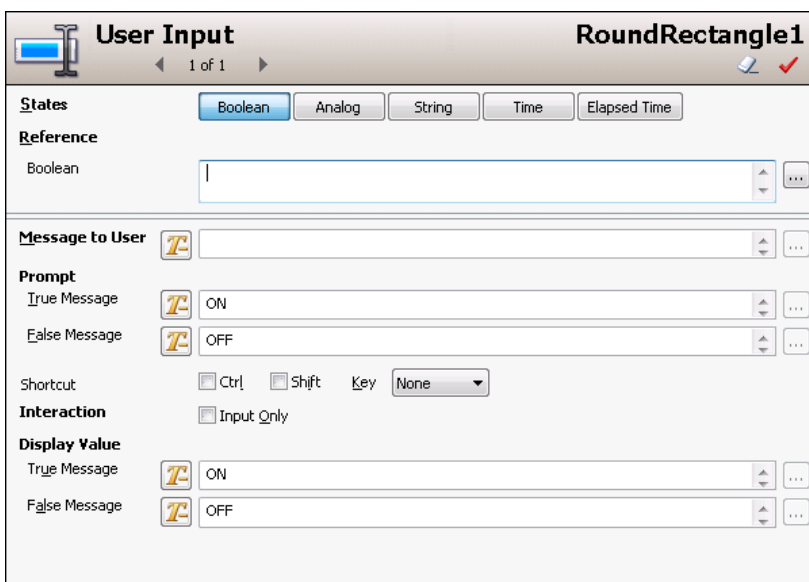 User Input
RoundRectangle1
1 of 1
States
Boolean
Analog
String
Time
Elapsed Time
Reference
Boolean
...
Message to User
T
...
Prompt
True Message
T
ON
...
False Message
T
OFF
...
Shortcut
Ctrl
Shift
Key
None
Interaction
Input Only
Display Value
True Message
T
ON
...
False Message
T
OFF
...